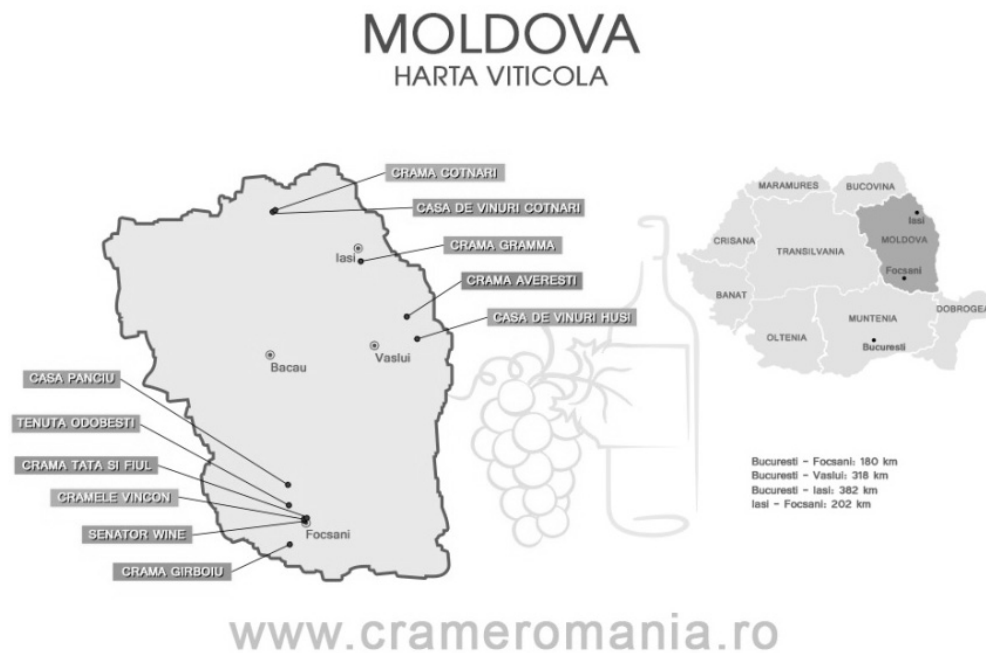 MOLDOVA
HARTA VITICOLA
CRAMA COTNARI
CASA DE VINURI COTNARI
CRAMA GRAMMA
Iasi
CRAMA AVERESTI
CASA DE VINURI HUSI
Vaslui
Bacau
CASA PANCIU
TENUTA ODOBESTI
CRAMA TATA SI FIUL
CRAMELE VINCON
SENATOR WINE
Focsani
CRAMA GIRBOIU
MARAMURES
BUCOVINA
Iasi
CRISANA
TRANSILVANIA
MOLDOVA
Focsani
BANAT
DOBROGEA
MUNTENIA
OLTENIA
Bucuresti
Bucuresti - Focsani: 180 km
Bucuresti - Vaslui: 318 km
Bucuresti - Iasi: 382 km
Iasi - Focsani: 202 km
www.crameromania.ro